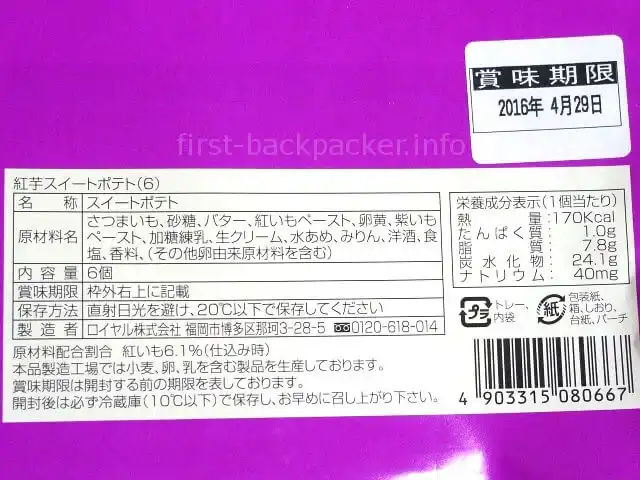 賞味期限
2016年 4月29日
first-backpacker.info
紅芋スイートポテト(6)
名 称 スイートポテト
原材料名 さつまいも、砂糖、バター、紅いもペースト、卵黄、紫いも
ペースト、加糖練乳、生クリーム、水あめ、みりん、洋酒、食
塩、香料、(その他卵由来原材料を含む)
内容量 6個
賞味期限 枠外右上に記載
保存方法 直射日光を避け、20℃以下で保存してください
製造者 ロイヤル株式会社 福岡市博多区那珂3-28-5 0120-618-014
原材料配合割合 紅いも6.1%(仕込み時)
本品製造工場では小麦、卵、乳を含む製品を生産しております。
賞味期限は開封する前の期限を表しております。
開封後は必ず冷蔵庫(10℃以下)で保存し、お早めに召し上がり下さい。
栄養成分表示(1個当たり)
熱量:170Kcal
たんぱく質: 1.0g
脂質: 7.8g
炭水化物: 24.1g
ナトリウム: 40mg
プラ トレー、
内袋
紙 包装紙、
箱、しおり、
台紙、パーチ
4 903315 080667